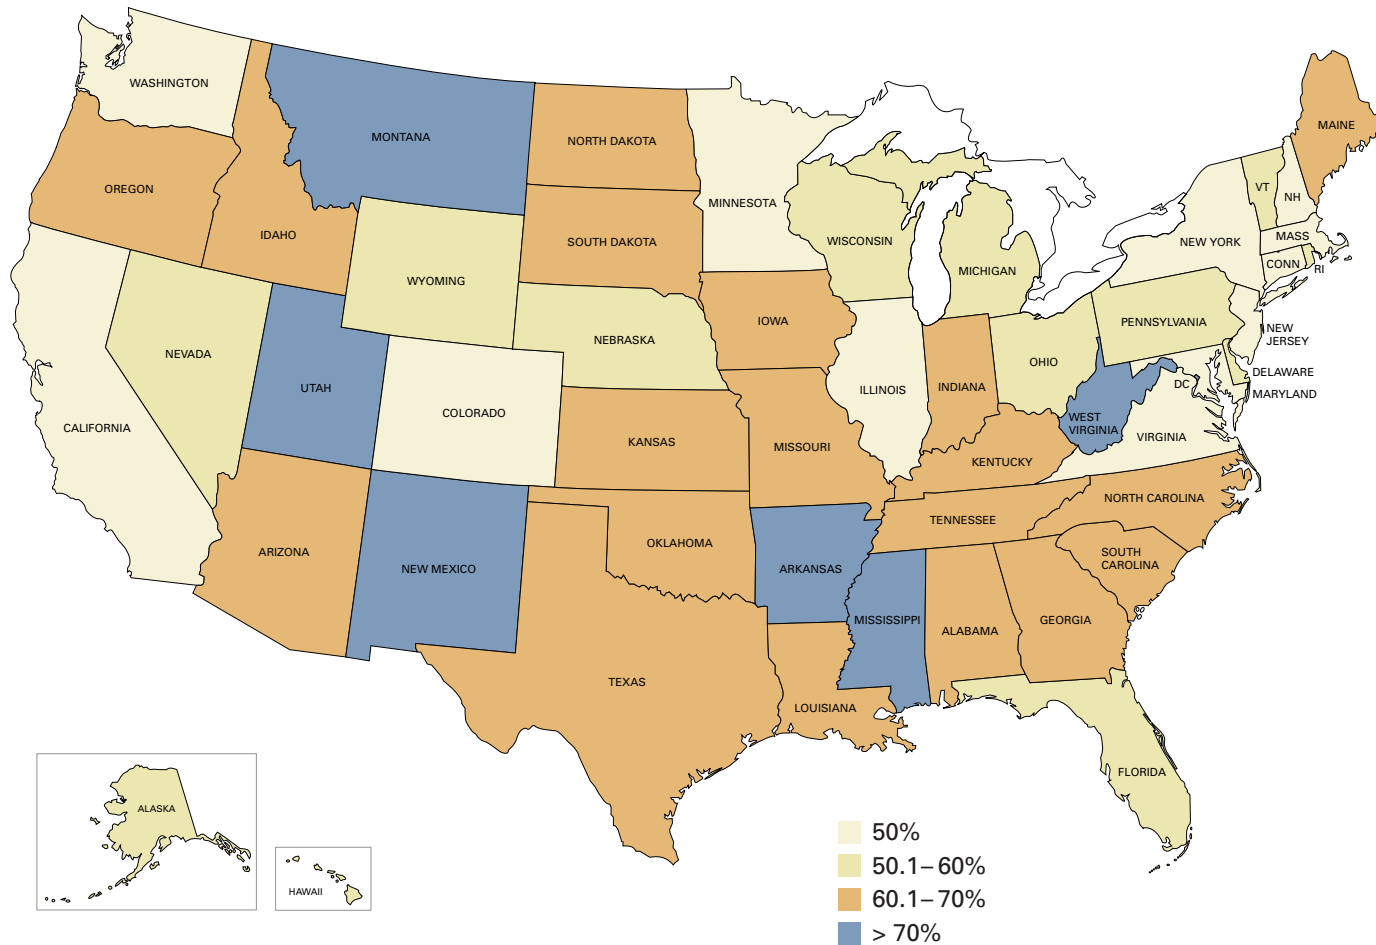 WASHINGTON
MONTANA
NORTH DAKOTA
MINNESOTA
MAINE
OREGON
IDAHO
SOUTH DAKOTA
WISCONSIN
MICHIGAN
NEW YORK
VT
NH
MASS
CONN
RI
WYOMING
IOWA
NEBRASKA
PENNSYLVANIA
NEW
JERSEY
NEVADA
UTAH
COLORADO
ILLINOIS
INDIANA
OHIO
DC
DELAWARE
MARYLAND
CALIFORNIA
KANSAS
MISSOURI
WEST
VIRGINIA
VIRGINIA
KENTUCKY
NORTH CAROLINA
TENNESSEE
ARIZONA
NEW MEXICO
OKLAHOMA
ARKANSAS
SOUTH
CAROLINA
MISSISSIPPI
ALABAMA
GEORGIA
TEXAS
LOUISIANA
FLORIDA
ALASKA
HAWAII
50%
50.1–60%
60.1–70%
> 70%